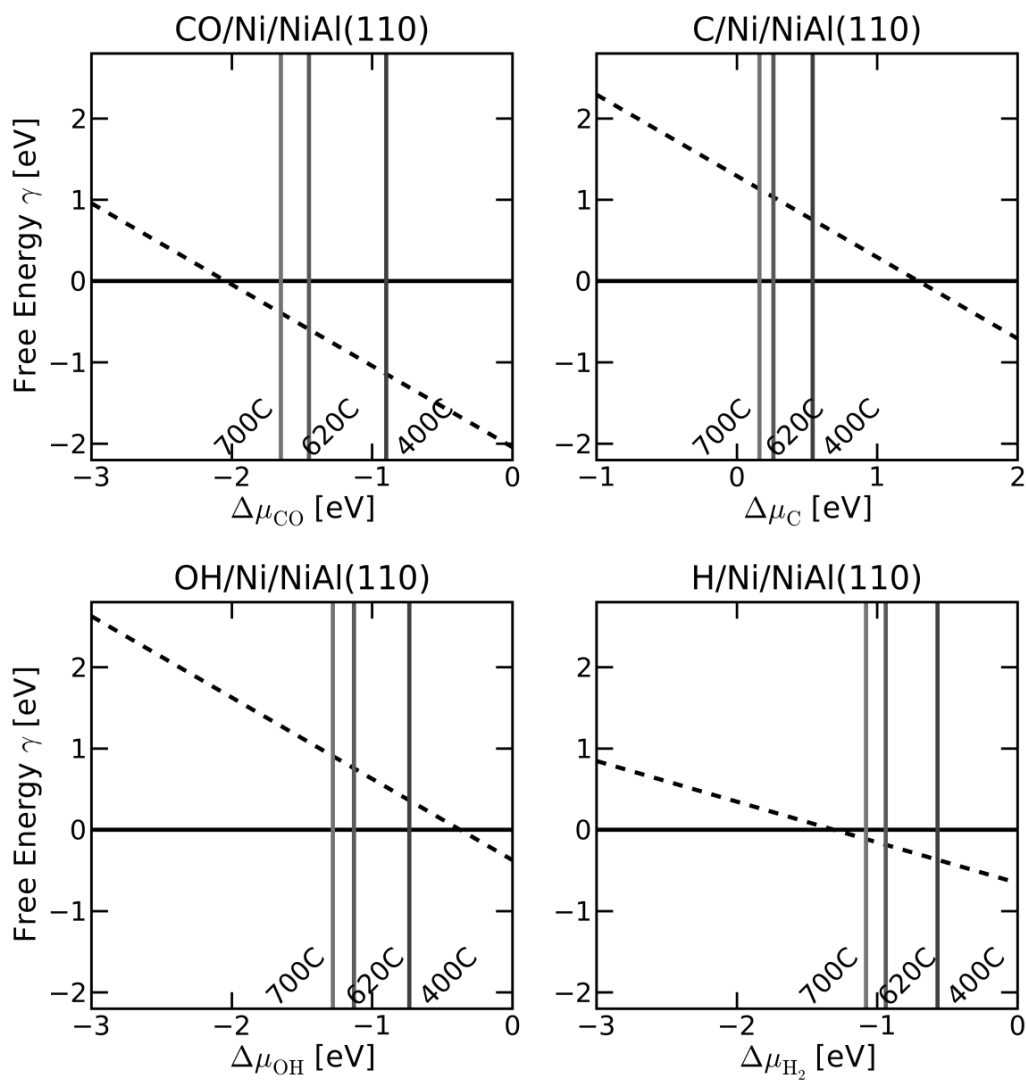 CO/Ni/NiAl(110)
Free Energy γ [eV]
2
1
0
−1
−2
700C
620C
400C
−3
−2
−1
0
Δμ_CO [eV]
C/Ni/NiAl(110)
2
1
0
−1
−2
700C
620C
400C
−1
0
1
2
Δμ_C [eV]
OH/Ni/NiAl(110)
Free Energy γ [eV]
2
1
0
−1
−2
700C
620C
400C
−3
−2
−1
0
Δμ_OH [eV]
H/Ni/NiAl(110)
2
1
0
−1
−2
700C
620C
400C
−3
−2
−1
0
Δμ_H₂ [eV]